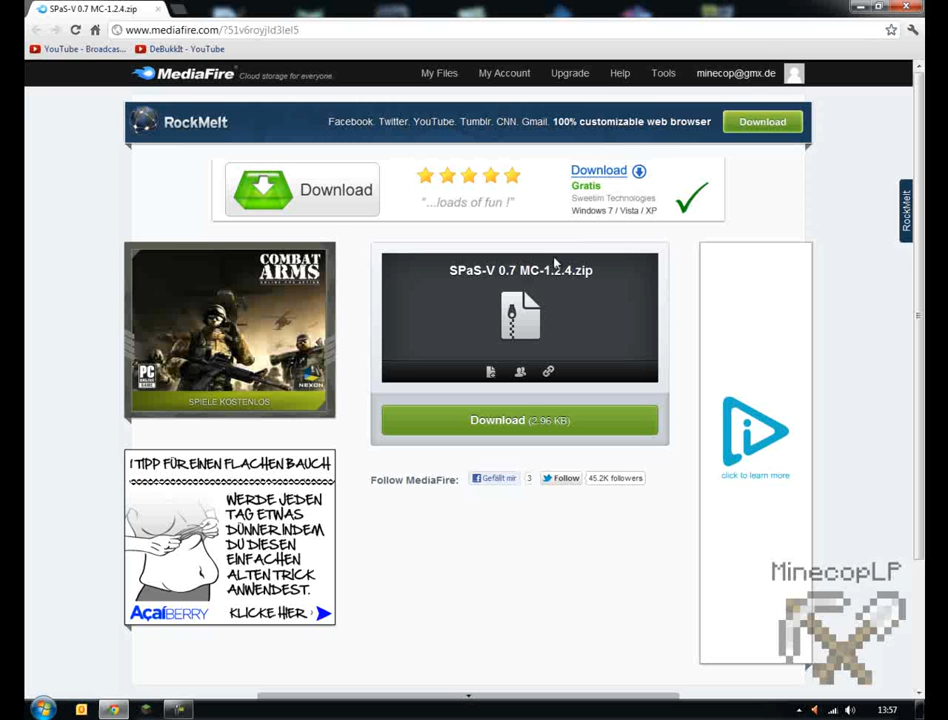 SPaS-V 0.7 MC-1.2.4.zip
www.mediafire.com/?51v6royjld3lel5
YouTube - Broadcas...
DeBukkIt - YouTube
MediaFire Cloud storage for everyone.
My Files
My Account
Upgrade
Help
Tools
minecop@gmx.de
RockMelt
Facebook. Twitter. YouTube. Tumblr. CNN. Gmail. 100% customizable web browser
Download
Download
"...loads of fun !"
Download
Gratis
Sweetim Technologies
Windows 7 / Vista / XP
RockMelt
COMBAT
ARMS
PC
ONLINE
GAME
NEXON
SPIELE KOSTENLOS
SPaS-V 0.7 MC-1.2.4.zip
Download (2.96 KB)
Follow MediaFire:
Gefällt mir
3
Follow
45.2K followers
click to learn more
1 TIPP FÜR EINEN FLACHEN BAUCH
WERDE JEDEN
TAG ETWAS
DÜNNER INDEM
DU DIESEN
EINFACHEN
ALTEN TRICK
ANWENDEST.
AÇAÍBERRY
KLICKE HIER
MinecopLP
13:57